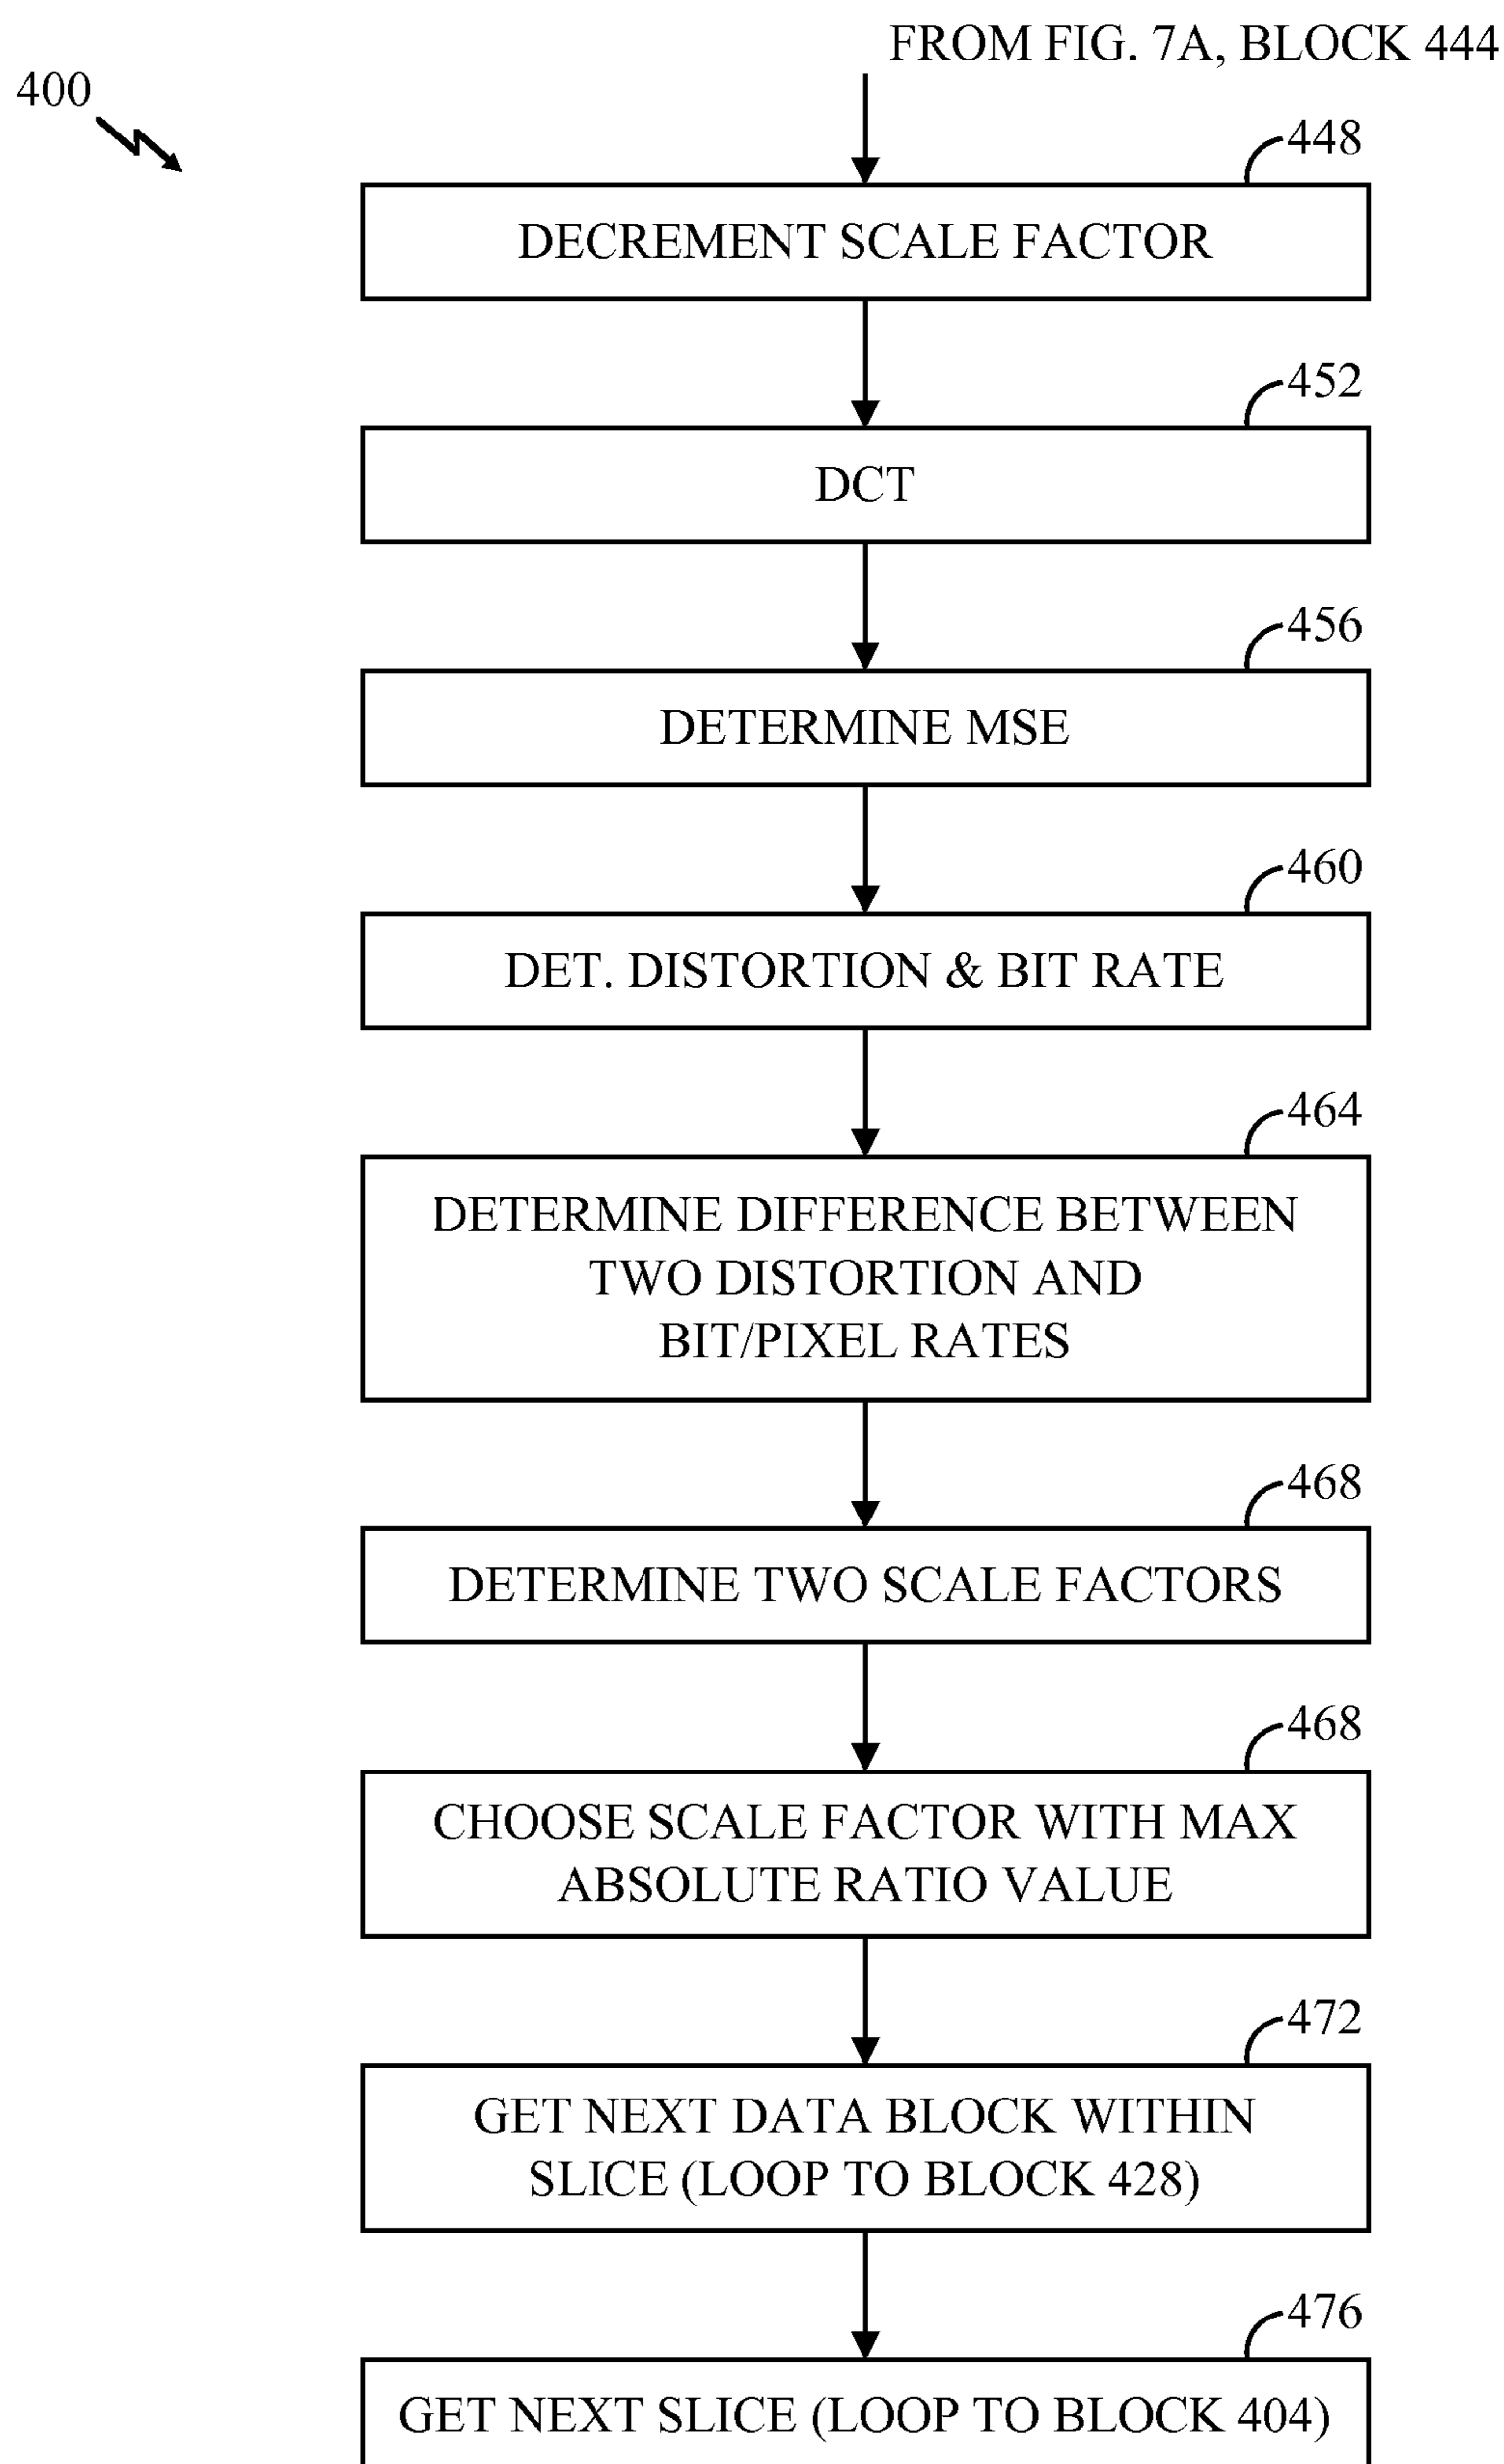 FROM FIG. 7A, BLOCK 444
400
448
DECREMENT SCALE FACTOR
452
DCT
456
DETERMINE MSE
460
DET. DISTORTION & BIT RATE
464
DETERMINE DIFFERENCE BETWEEN
TWO DISTORTION AND
BIT/PIXEL RATES
468
DETERMINE TWO SCALE FACTORS
468
CHOOSE SCALE FACTOR WITH MAX
ABSOLUTE RATIO VALUE
472
GET NEXT DATA BLOCK WITHIN
SLICE (LOOP TO BLOCK 428)
476
GET NEXT SLICE (LOOP TO BLOCK 404)